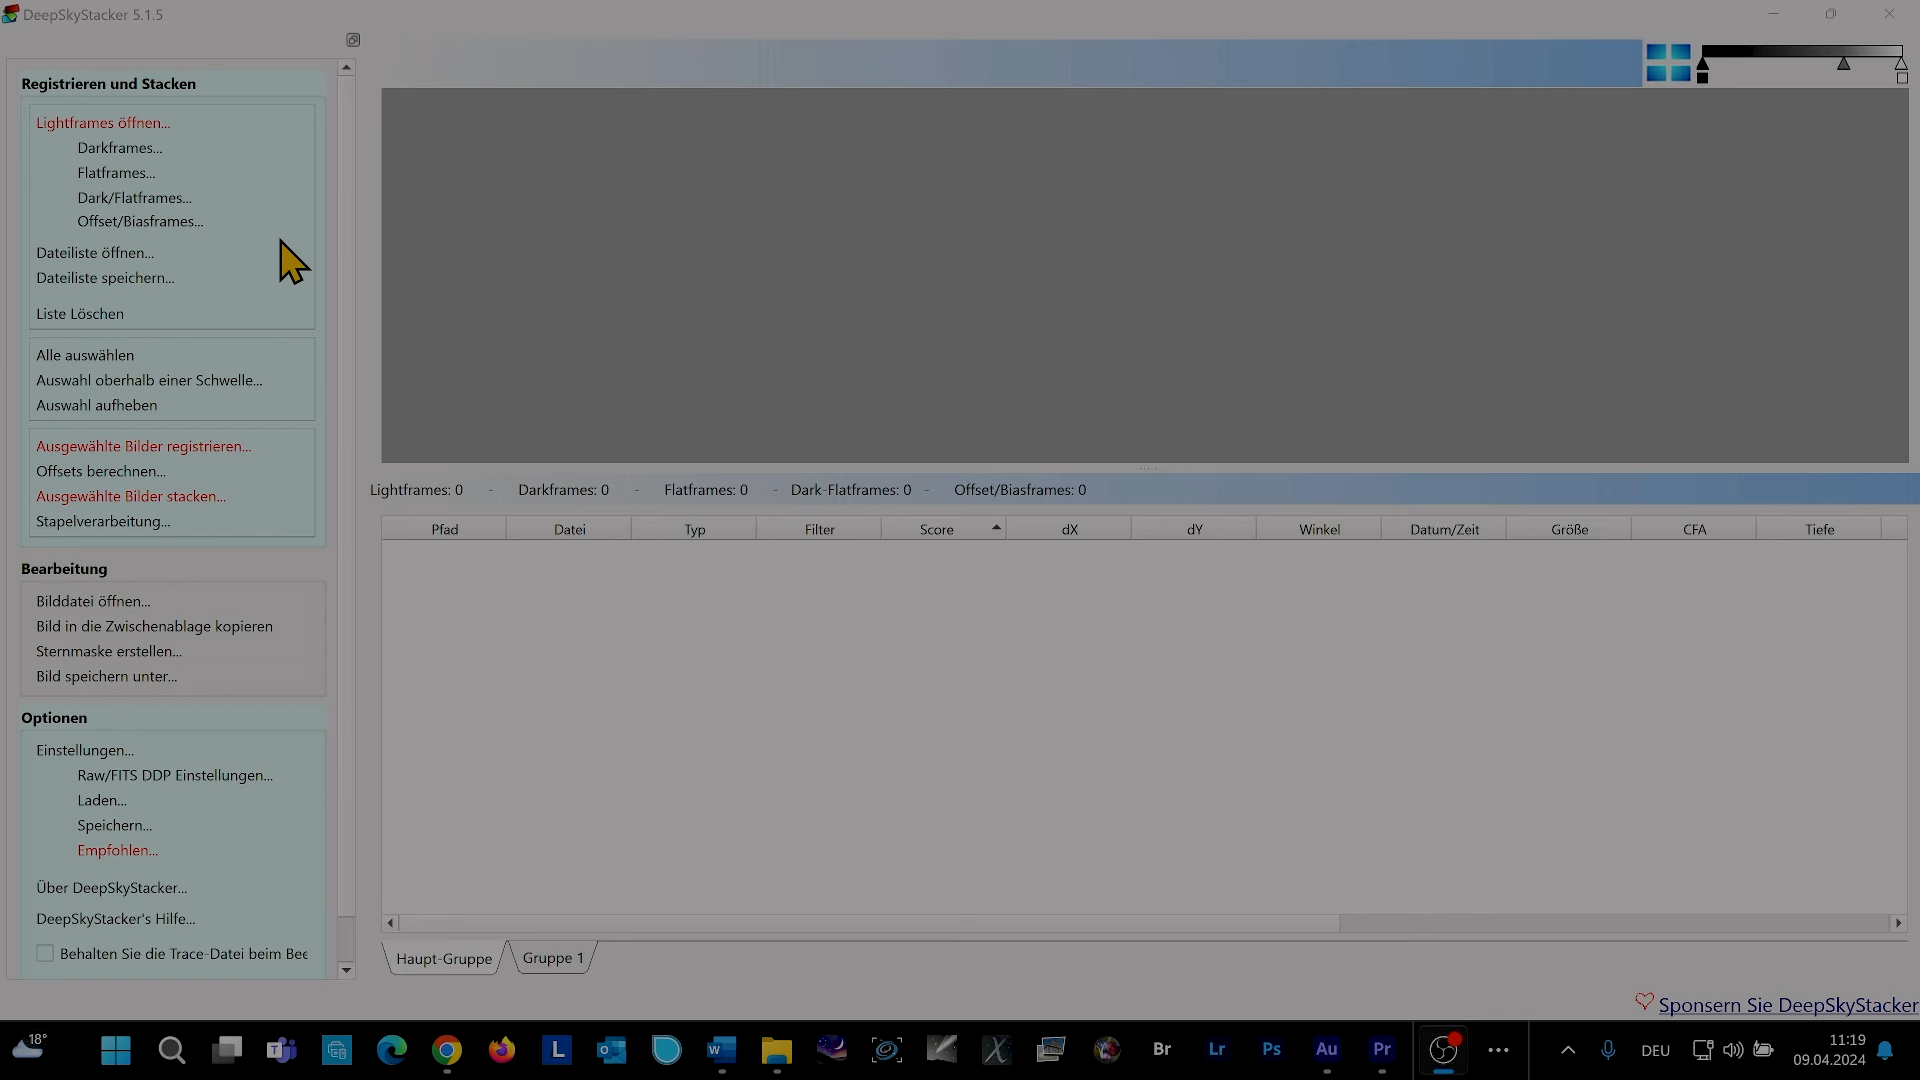 DeepSkyStacker 5.1.5
Registrieren und Stacken
Lightframes öffnen...
Darkframes...
Flatframes...
Dark/Flatframes...
Offset/Biasframes...
Dateiliste öffnen...
Dateiliste speichern...
Liste Löschen
Alle auswählen
Auswahl oberhalb einer Schwelle...
Auswahl aufheben
Ausgewählte Bilder registrieren...
Offsets berechnen...
Ausgewählte Bilder stacken...
Stapelverarbeitung...
Bearbeitung
Bilddatei öffnen...
Bild in die Zwischenablage kopieren
Sternmaske erstellen...
Bild speichern unter...
Optionen
Einstellungen...
Raw/FITS DDP Einstellungen...
Laden...
Speichern...
Empfohlen...
Über DeepSkyStacker...
DeepSkyStacker's Hilfe...
Behalten Sie die Trace-Datei beim Bee
Lightframes: 0 - Darkframes: 0 - Flatframes: 0 - Dark-Flatframes: 0 - Offset/Biasframes: 0
Pfad Datei Typ Filter Score dX dY Winkel Datum/Zeit Größe CFA Tiefe
Haupt-Gruppe Gruppe 1
Sponsern Sie DeepSkyStacker
18° L W Br Lr Ps Au Pr DEU 11:19
09.04.2024